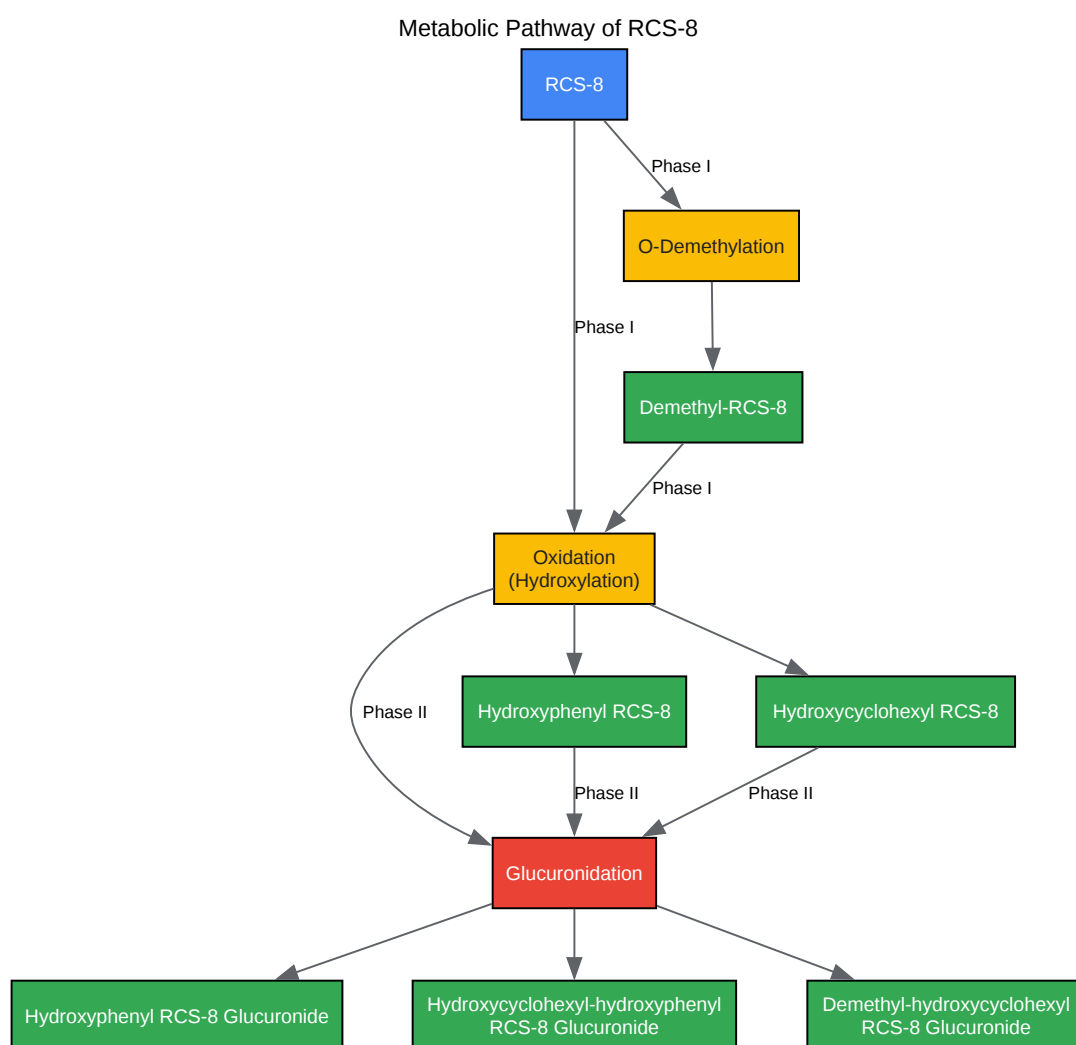 Metabolic Pathway of RCS-8
RCS-8
Phase I
O-Demethylation
Phase I
Demethyl-RCS-8
Phase I
Oxidation
(Hydroxylation)
Phase II
Hydroxyphenyl RCS-8
Hydroxycyclohexyl RCS-8
Phase II
Phase II
Glucuronidation
Hydroxyphenyl RCS-8 Glucuronide
Hydroxycyclohexyl-hydroxyphenyl
RCS-8 Glucuronide
Demethyl-hydroxycyclohexyl
RCS-8 Glucuronide